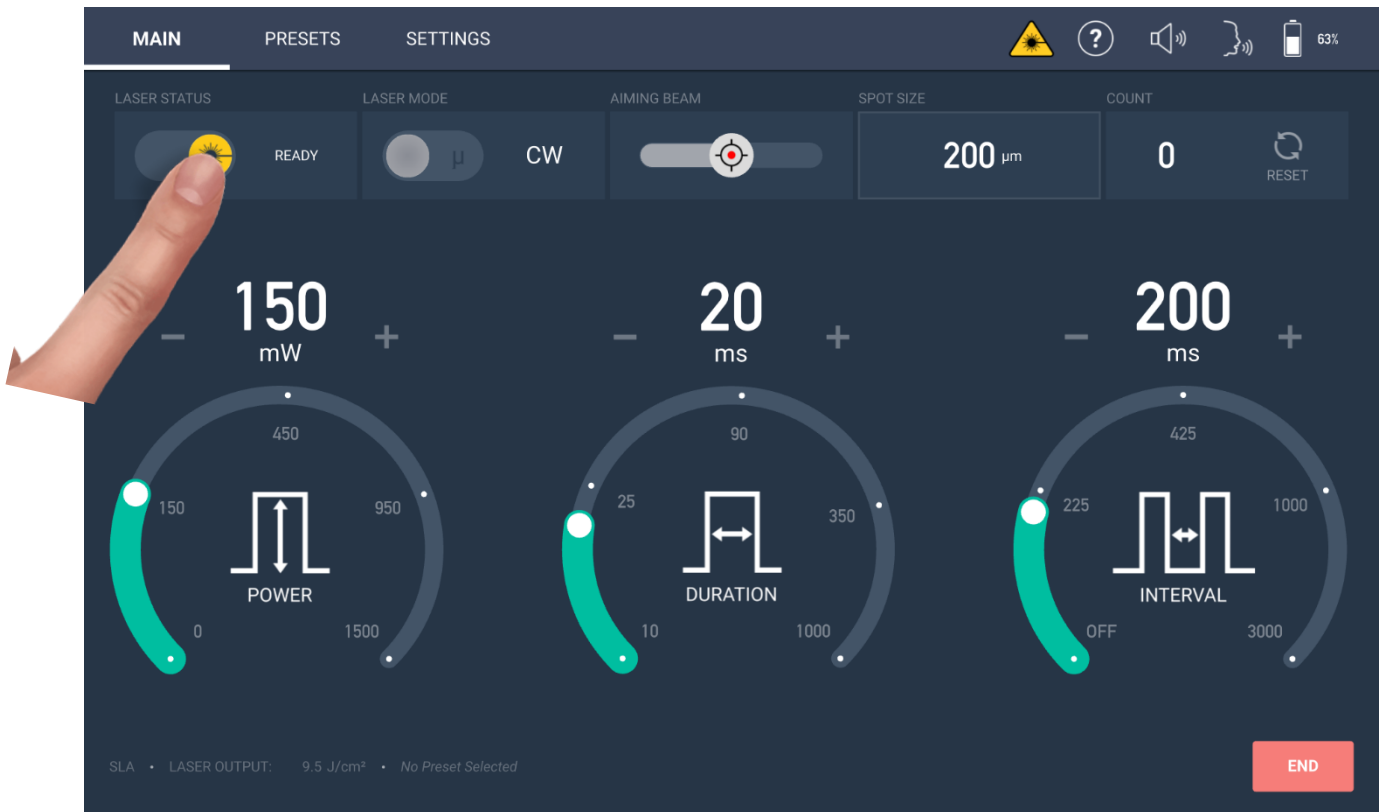 MAIN PRESETS SETTINGS ? 63%
LASER STATUS LASER MODE AIMING BEAM SPOT SIZE COUNT
READY µ CW 200 µm 0 RESET
150 20 200
− mW + − ms + − ms +
450 90 425
150 950 25 350 225 1000
POWER DURATION INTERVAL
0 1500 10 1000 OFF 3000
SLA • LASER OUTPUT: 9.5 J/cm² • No Preset Selected END